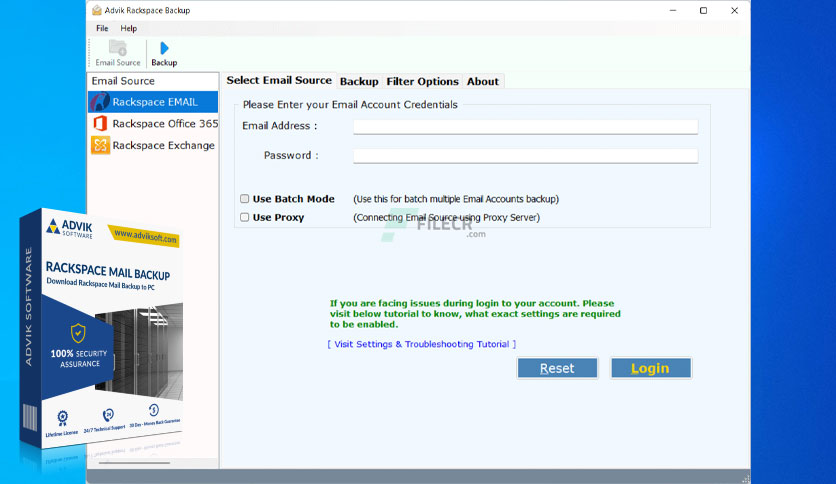 Advik Rackspace Backup
File Help
Email Source Backup
Email Source
Rackspace EMAIL
Rackspace Office 365
Rackspace Exchange
Select Email Source Backup Filter Options About
Please Enter your Email Account Credentials
Email Address :
Password :
Use Batch Mode (Use this for batch multiple Email Accounts backup)
Use Proxy (Connecting Email Source using Proxy Server)
FILECR
.com
If you are facing issues during login to your account. Please
visit below tutorial to know, what exact settings are required
to be enabled.
[ Visit Settings & Troubleshooting Tutorial ]
Reset Login
ADVIK
SOFTWARE
www.adviksoft.com
RACKSPACE MAIL BACKUP
Download Rackspace Mail Backup to PC
ADVIK SOFTWARE
100% SECURITY
ASSURANCE
24
Lifetime License 24/7 Technical Support 30 Day - Money Back Guarantee